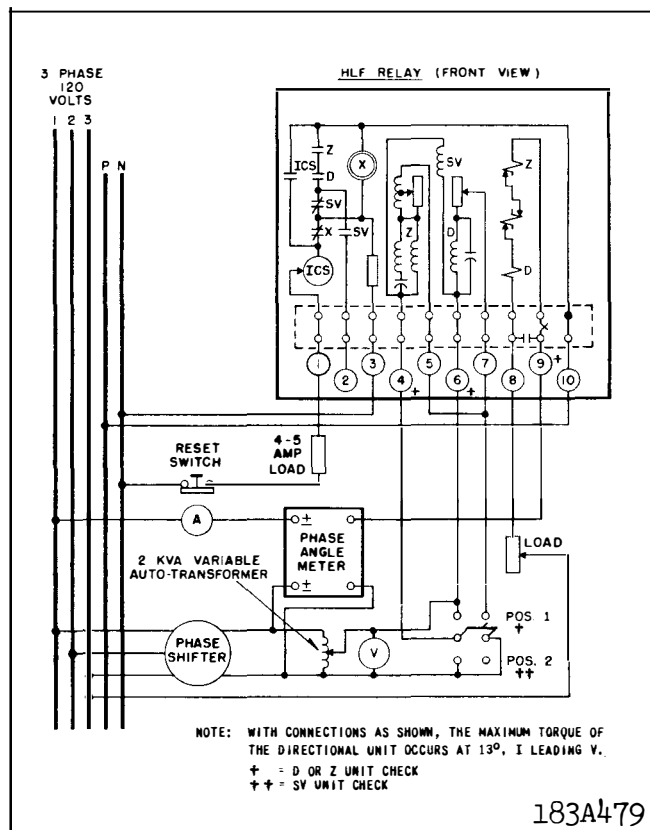 3 PHASE
120
VOLTS
1 2 3
P N
HLF RELAY (FRONT VIEW)
ICS
Z
D
X
SV
SV
X
SV
ICS
Z
D
Z
D
1
2
3
4
+
5
6
+
7
8
9
+
10
RESET
SWITCH
4-5
AMP
LOAD
A
±
±
PHASE
ANGLE
METER
2 KVA VARIABLE
AUTO-TRANSFORMER
LOAD
PHASE
SHIFTER
V
POS. 1
†
POS. 2
††
NOTE: WITH CONNECTIONS AS SHOWN, THE MAXIMUM TORQUE OF
THE DIRECTIONAL UNIT OCCURS AT 13°, I LEADING V.
† = D OR Z UNIT CHECK
†† = SV UNIT CHECK
183A479